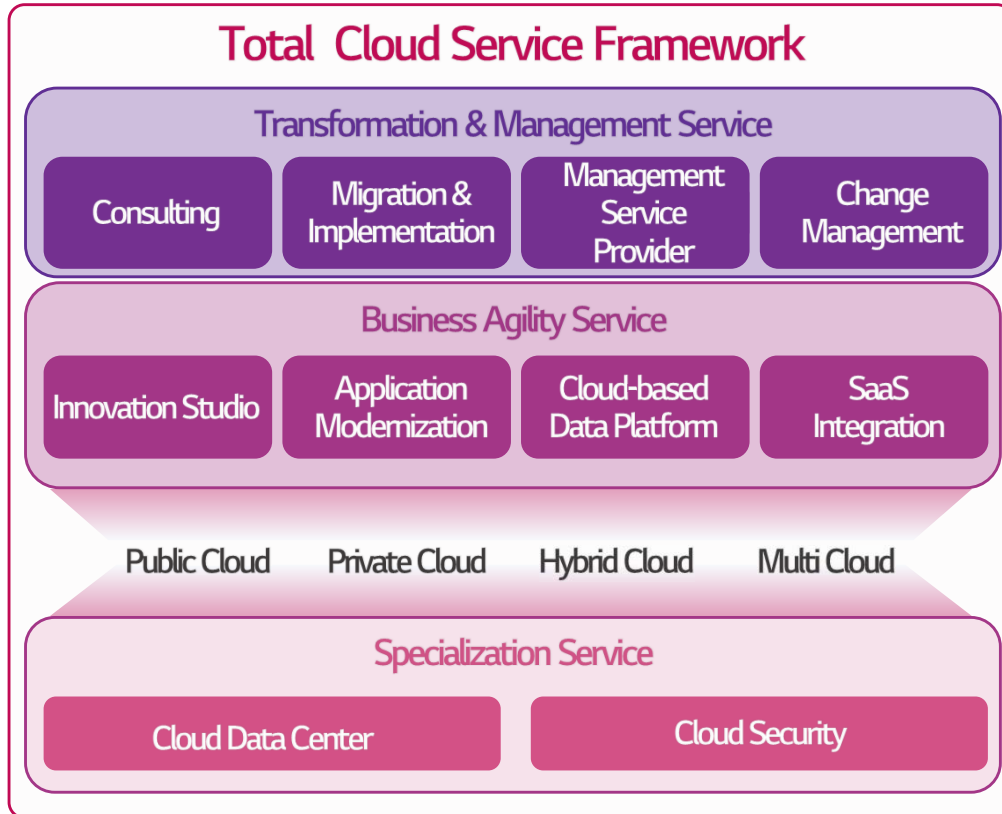 Total Cloud Service Framework
Transformation & Management Service
Consulting
Migration &
Implementation
Management
Service
Provider
Change
Management
Business Agility Service
Innovation Studio
Application
Modernization
Cloud-based
Data Platform
SaaS
Integration
Public Cloud
Private Cloud
Hybrid Cloud
Multi Cloud
Specialization Service
Cloud Data Center
Cloud Security